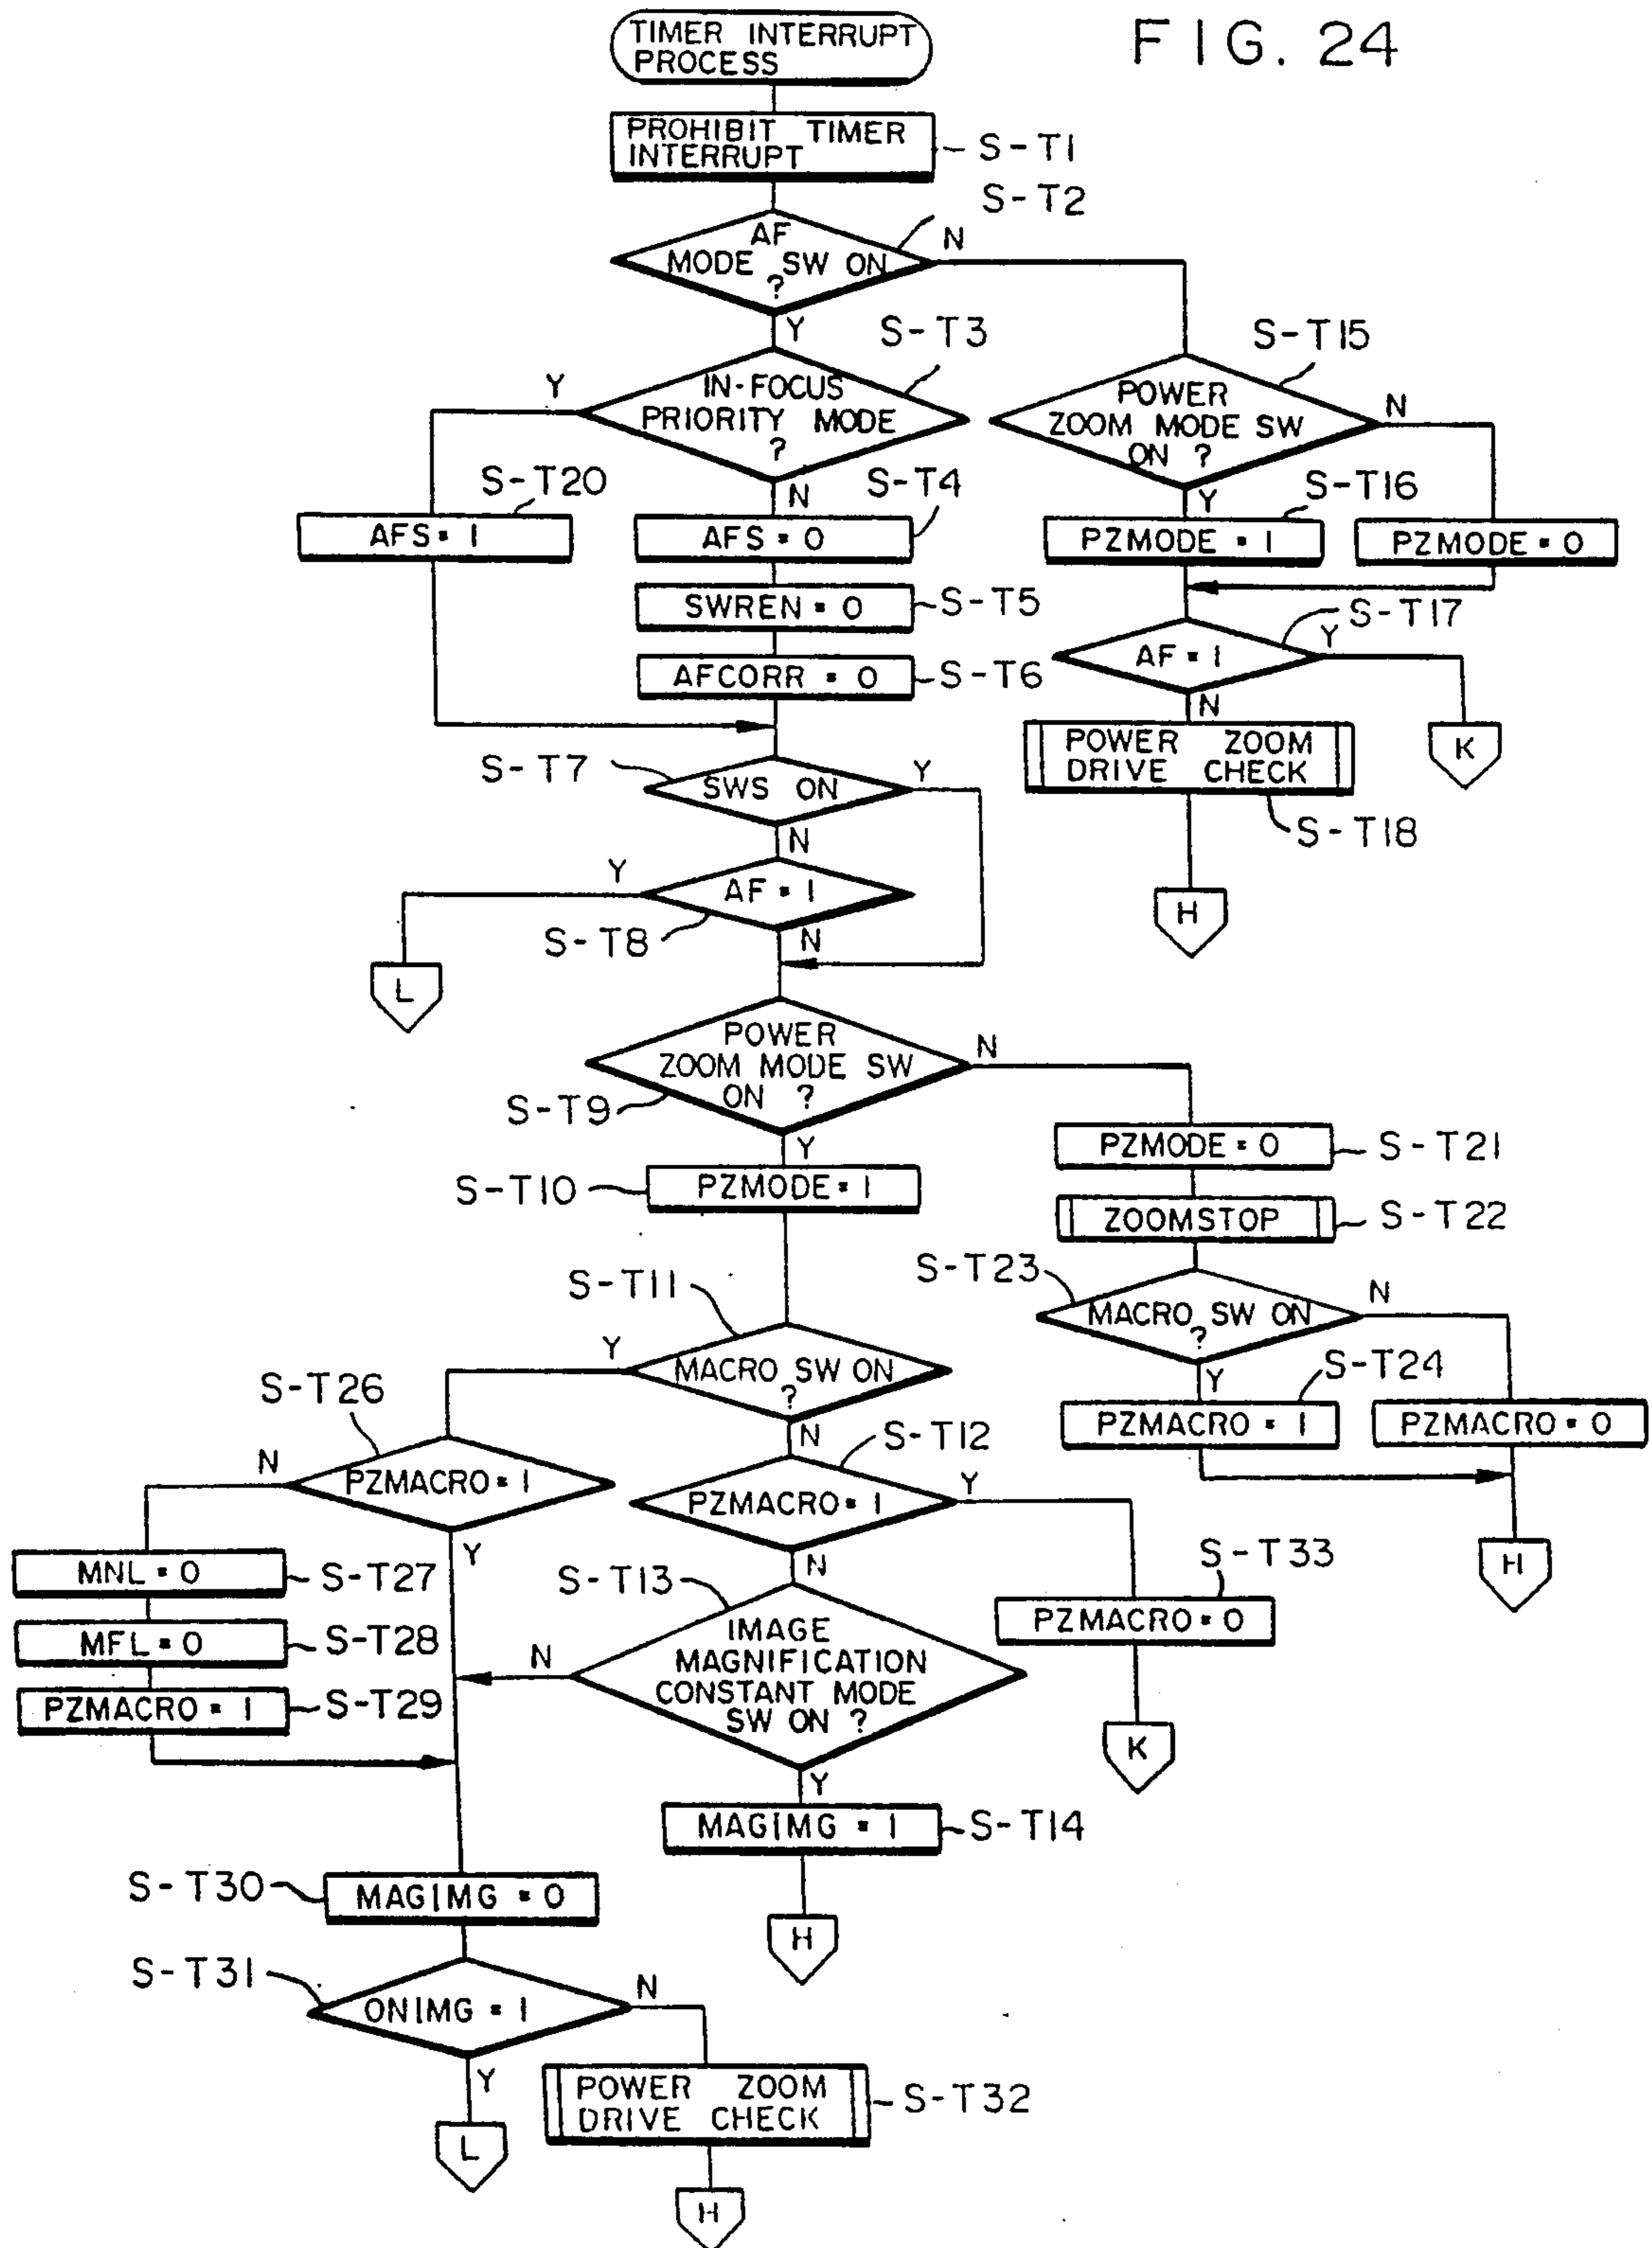 FIG. 24
TIMER INTERRUPT
PROCESS
PROHIBIT TIMER
INTERRUPT
S-T1
S-T2
AF
MODE SW ON
?
N
Y
S-T3
IN-FOCUS
PRIORITY MODE
?
Y
N
S-T15
POWER
ZOOM MODE SW
ON ?
N
Y
S-T20
AFS = 1
S-T4
AFS = 0
S-T16
PZMODE = 1
PZMODE = 0
SWREN = 0
S-T5
S-T17
AF = 1
Y
N
AFCORR = 0
S-T6
POWER ZOOM
DRIVE CHECK
K
S-T18
H
S-T7
SWS ON
Y
N
AF = 1
Y
S-T8
N
L
POWER
ZOOM MODE SW
ON ?
N
S-T9
Y
PZMODE = 0
S-T21
S-T10
PZMODE = 1
ZOOMSTOP
S-T22
S-T23
MACRO SW ON
?
N
Y
S-T24
PZMACRO = 1
PZMACRO = 0
H
S-T11
MACRO SW ON
?
Y
N
S-T26
PZMACRO = 1
N
Y
S-T12
PZMACRO = 1
Y
N
MNL = 0
S-T27
MFL = 0
S-T28
PZMACRO = 1
S-T29
S-T13
IMAGE
MAGNIFICATION
CONSTANT MODE
SW ON ?
N
Y
S-T33
PZMACRO = 0
K
MAGIMG = 1
S-T14
H
S-T30
MAGIMG = 0
S-T31
ONIMG = 1
N
Y
POWER ZOOM
DRIVE CHECK
S-T32
L
H